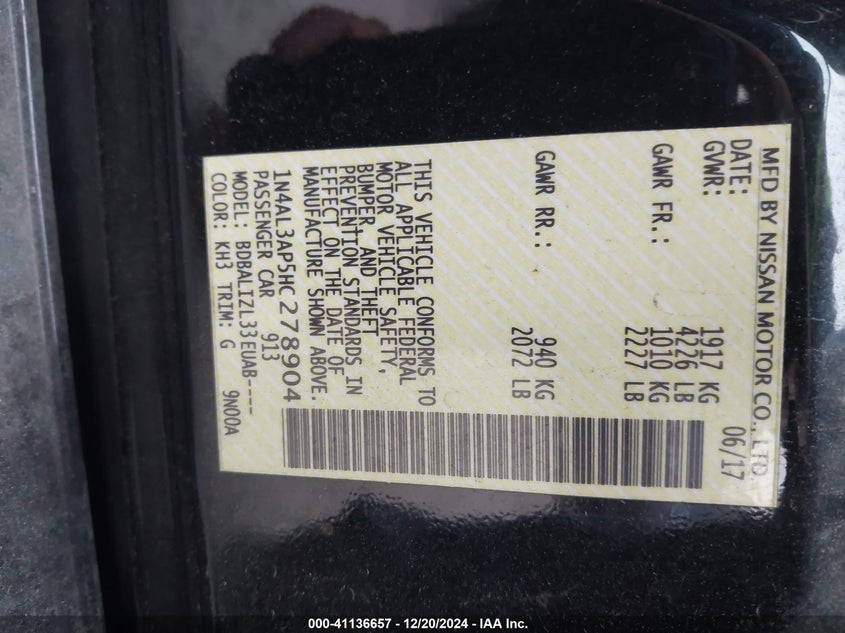 MFD BY NISSAN MOTOR CO., LTD.
DATE: 06/17
GVWR: 1917 KG
4226 LB
GAWR FR.: 1010 KG
2227 LB
GAWR RR.: 940 KG
2072 LB
THIS VEHICLE CONFORMS TO
ALL APPLICABLE FEDERAL
MOTOR VEHICLE SAFETY,
BUMPER, AND THEFT
PREVENTION STANDARDS IN
EFFECT ON THE DATE OF
MANUFACTURE SHOWN ABOVE.
1N4AL3AP5HC278904
PASSENGER CAR 913
MODEL: BDBALIZL33EUAB----
COLOR: KH3 TRIM: G 9N00A
000-41136657 - 12/20/2024 - IAA Inc.